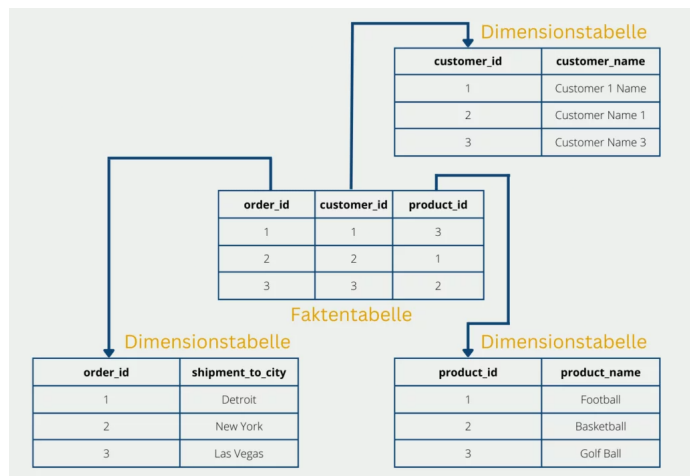 Dimensionstabelle
customer_id customer_name
1 Customer 1 Name
2 Customer Name 1
3 Customer Name 3
order_id customer_id product_id
1 1 3
2 2 1
3 3 2
Faktentabelle
Dimensionstabelle
order_id shipment_to_city
1 Detroit
2 New York
3 Las Vegas
Dimensionstabelle
product_id product_name
1 Football
2 Basketball
3 Golf Ball